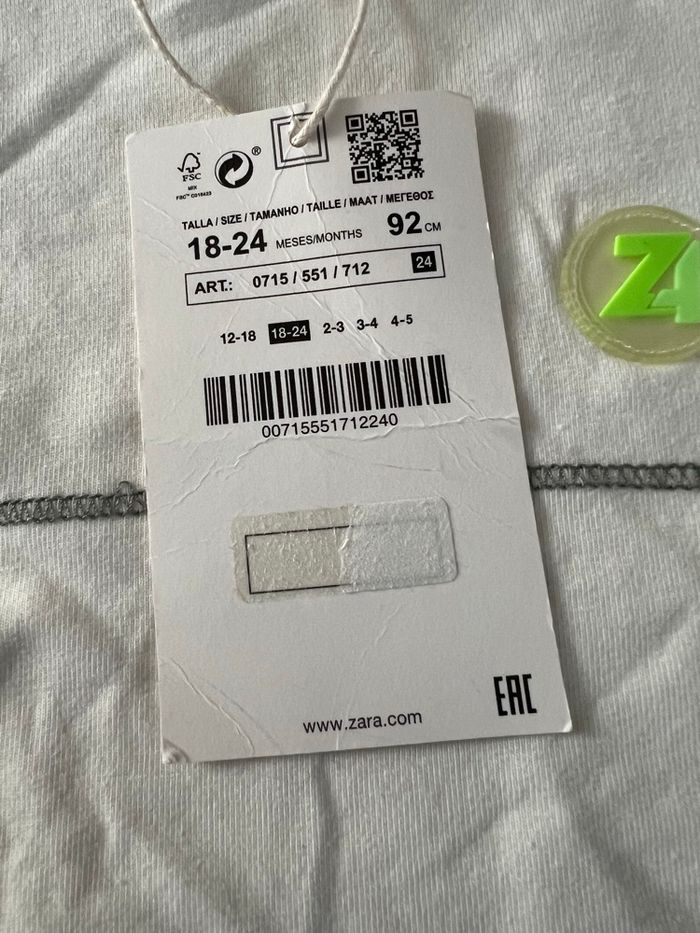 FSC
MIX
TALLA / SIZE / TAMANHO / TAILLE / MAAT / ΜΕΓΕΘΟΣ
18-24 MESES/MONTHS 92 CM
ART.: 0715 / 551 / 712 24
12-18 18-24 2-3 3-4 4-5
00715551712240
www.zara.com
EAC